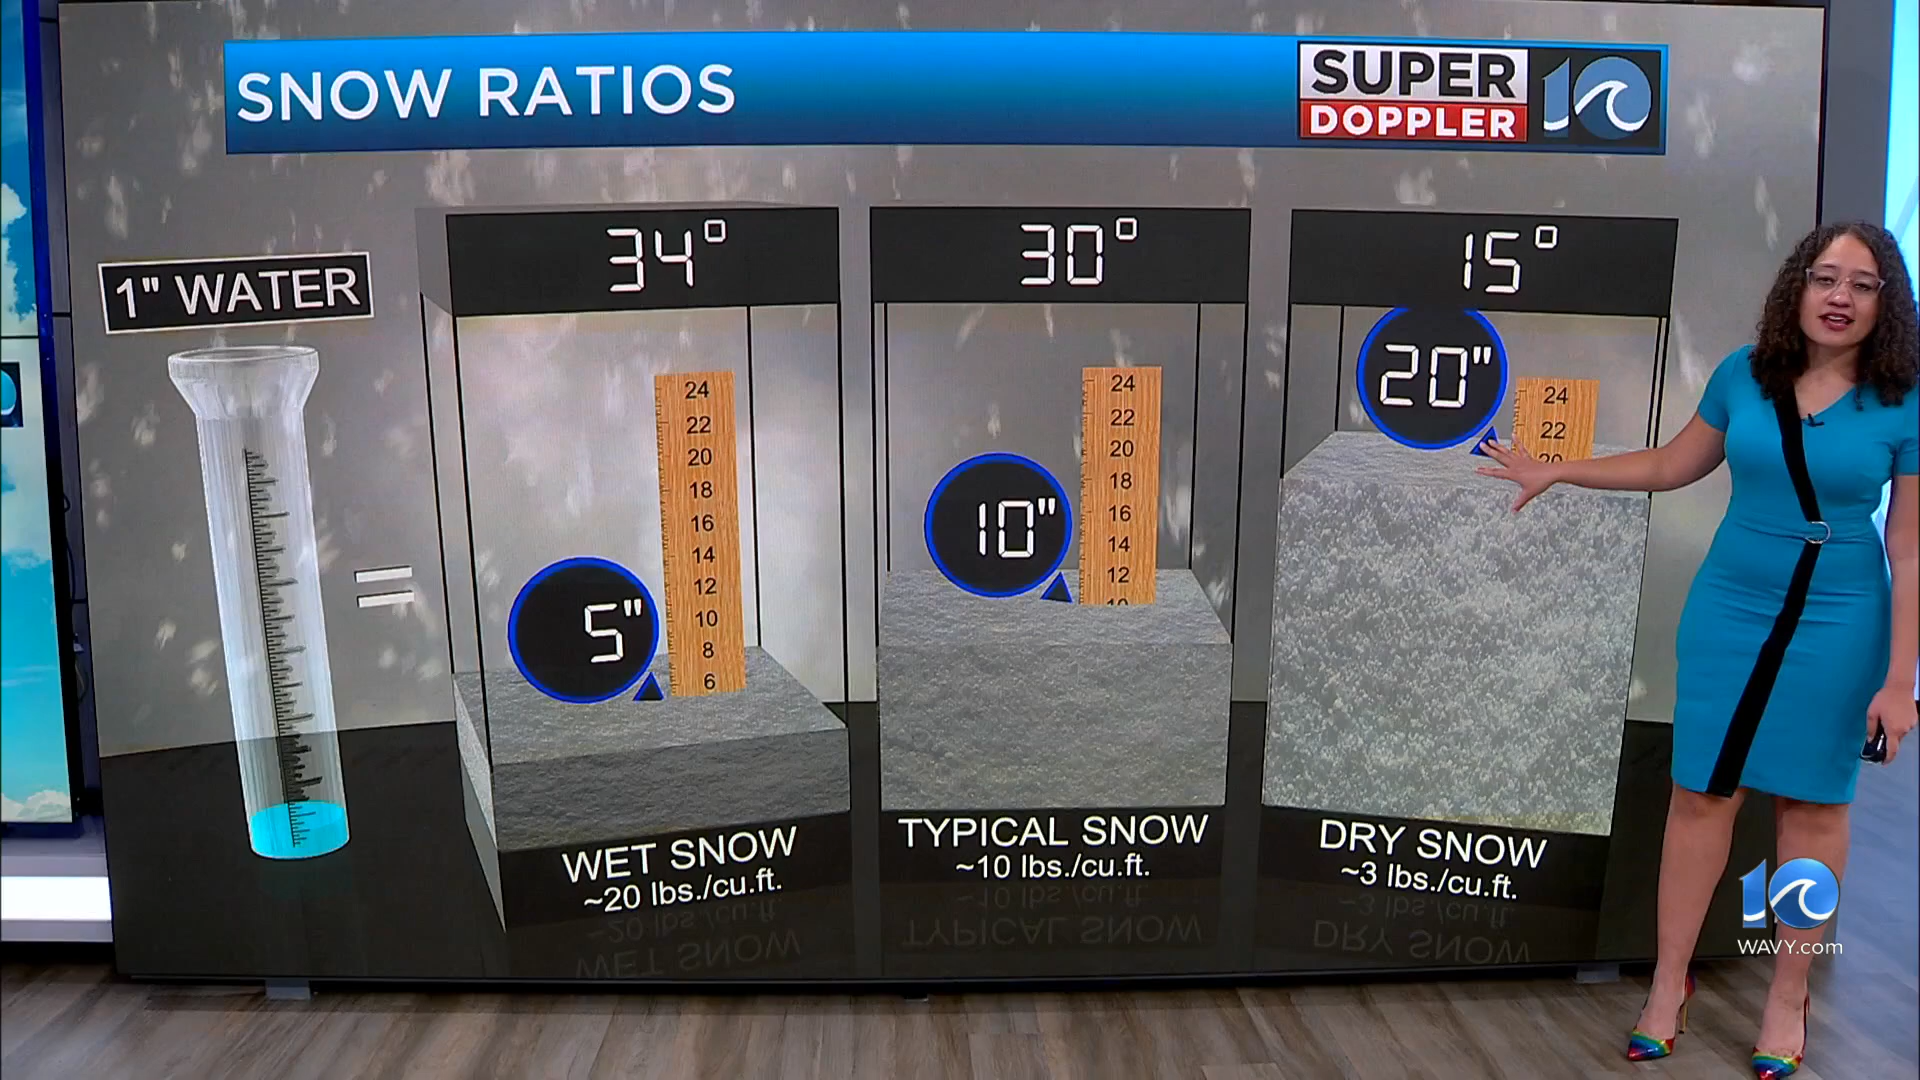 SNOW RATIOS
SUPER
DOPPLER
10
1" WATER
=
34°
24
22
20
18
16
14
12
10
8
6
5"
WET SNOW
~20 lbs./cu.ft.
30°
24
22
20
18
16
14
12
10
10"
TYPICAL SNOW
~10 lbs./cu.ft.
15°
20"
24
22
20
DRY SNOW
~3 lbs./cu.ft.
10
WAVY.com